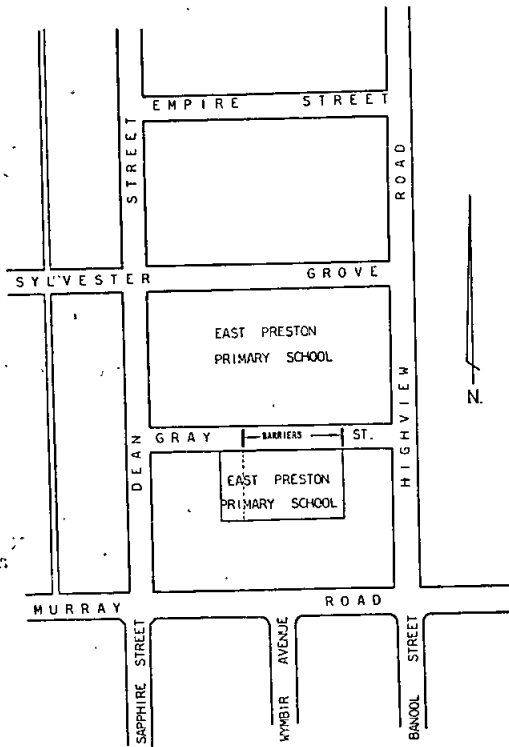 EMPIRE STREET
STREET
ROAD
SYLVESTER GROVE
EAST PRESTON
PRIMARY SCHOOL
HIGHVIEW
N.
DEAN
GRAY BARRIERS ST.
EAST PRESTON
PRIMARY SCHOOL
MURRAY ROAD
SAPPHIRE STREET
WYMBIR AVENUE
BANOOL STREET